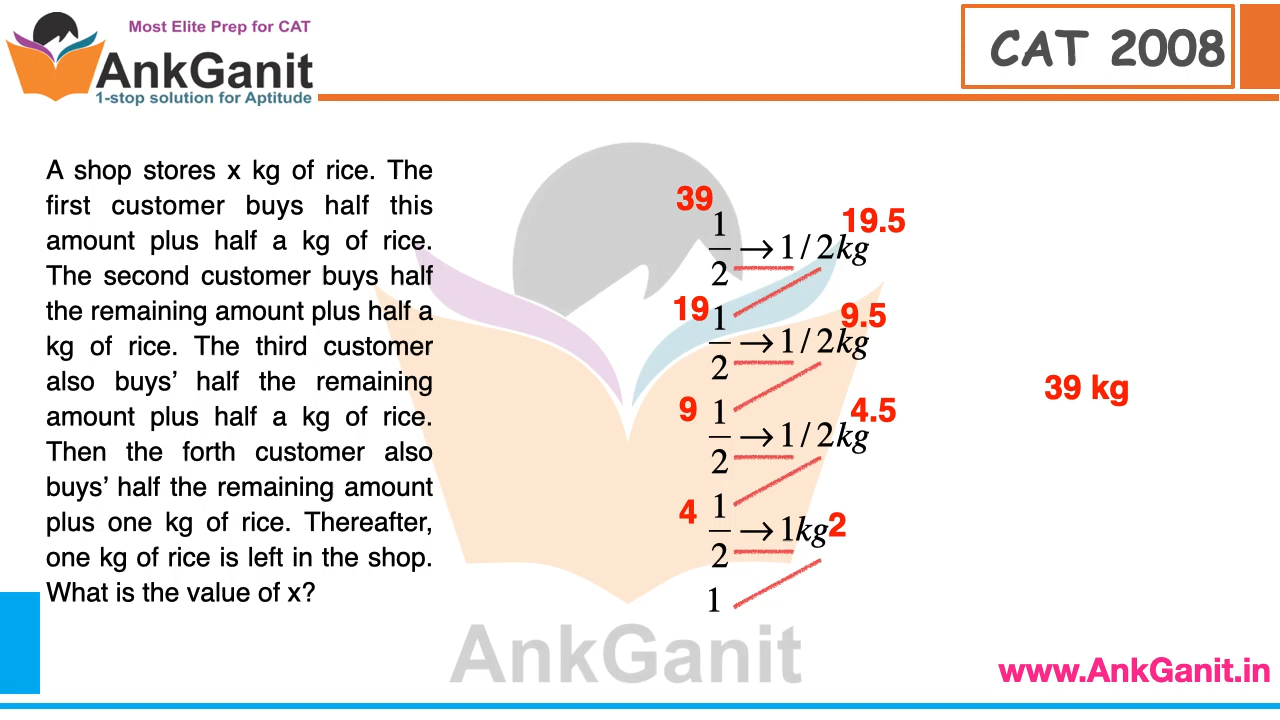 Most Elite Prep for CAT
AnkGanit
1-stop solution for Aptitude
CAT 2008
A shop stores x kg of rice. The
first customer buys half this
amount plus half a kg of rice.
The second customer buys half
the remaining amount plus half a
kg of rice. The third customer
also buys’ half the remaining
amount plus half a kg of rice.
Then the forth customer also
buys’ half the remaining amount
plus one kg of rice. Thereafter,
one kg of rice is left in the shop.
What is the value of x?
39 1/2 → 1/2kg 19.5
19 1/2 → 1/2kg 9.5
9 1/2 → 1/2kg 4.5
4 1/2 → 1kg 2
1
39 kg
AnkGanit
www.AnkGanit.in